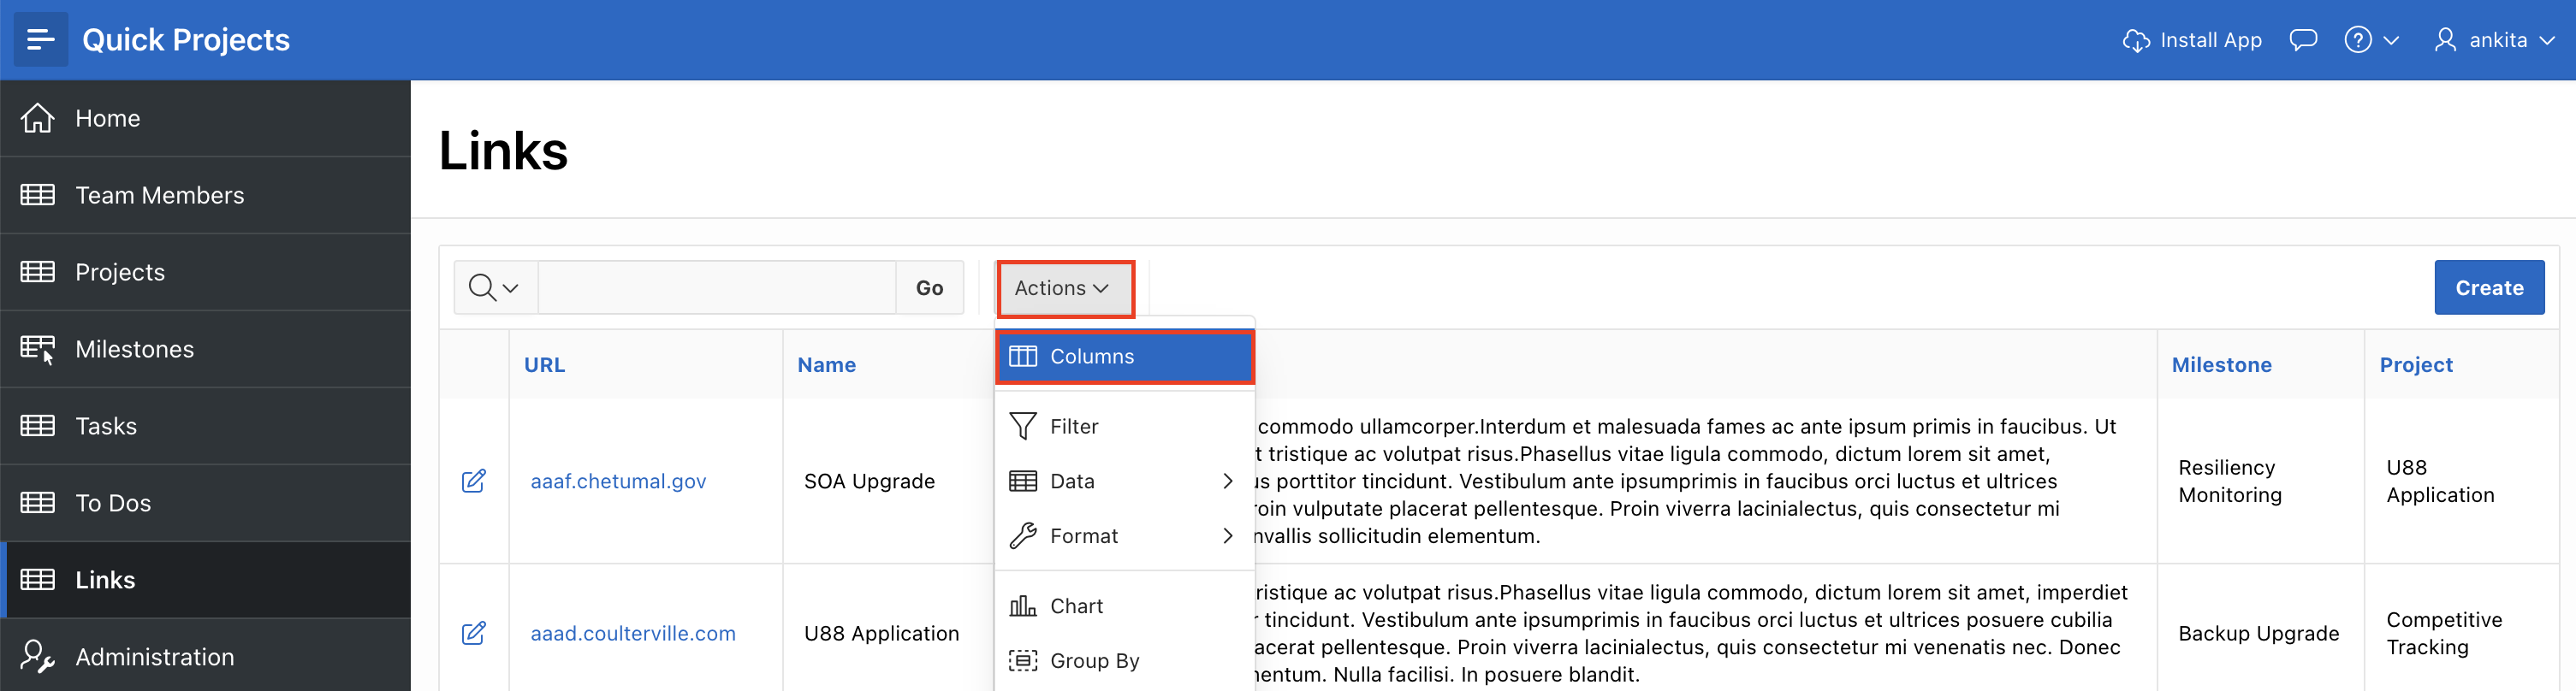 Quick Projects
Install App
ankita
Home
Team Members
Projects
Milestones
Tasks
To Dos
Links
Administration
Links
Go
Actions
Create
Columns
Filter
Data
Format
Chart
Group By
URL
Name
Milestone
Project
aaaf.chetumal.gov
SOA Upgrade
commodo ullamcorper.Interdum et malesuada fames ac ante ipsum primis in faucibus. Ut
tristique ac volutpat risus.Phasellus vitae ligula commodo, dictum lorem sit amet,
porttitor tincidunt. Vestibulum ante ipsumprimis in faucibus orci luctus et ultrices
vulputate placerat pellentesque. Proin viverra lacinialectus, quis consectetur mi
sollicitudin elementum.
Resiliency
Monitoring
U88
Application
aaad.coulterville.com
U88 Application
ac volutpat risus.Phasellus vitae ligula commodo, dictum lorem sit amet, imperdiet
tincidunt. Vestibulum ante ipsumprimis in faucibus orci luctus et ultrices posuere cubilia
pellentesque. Proin viverra lacinialectus, quis consectetur mi venenatis nec. Donec
Nulla facilisi. In posuere blandit.
Backup Upgrade
Competitive
Tracking